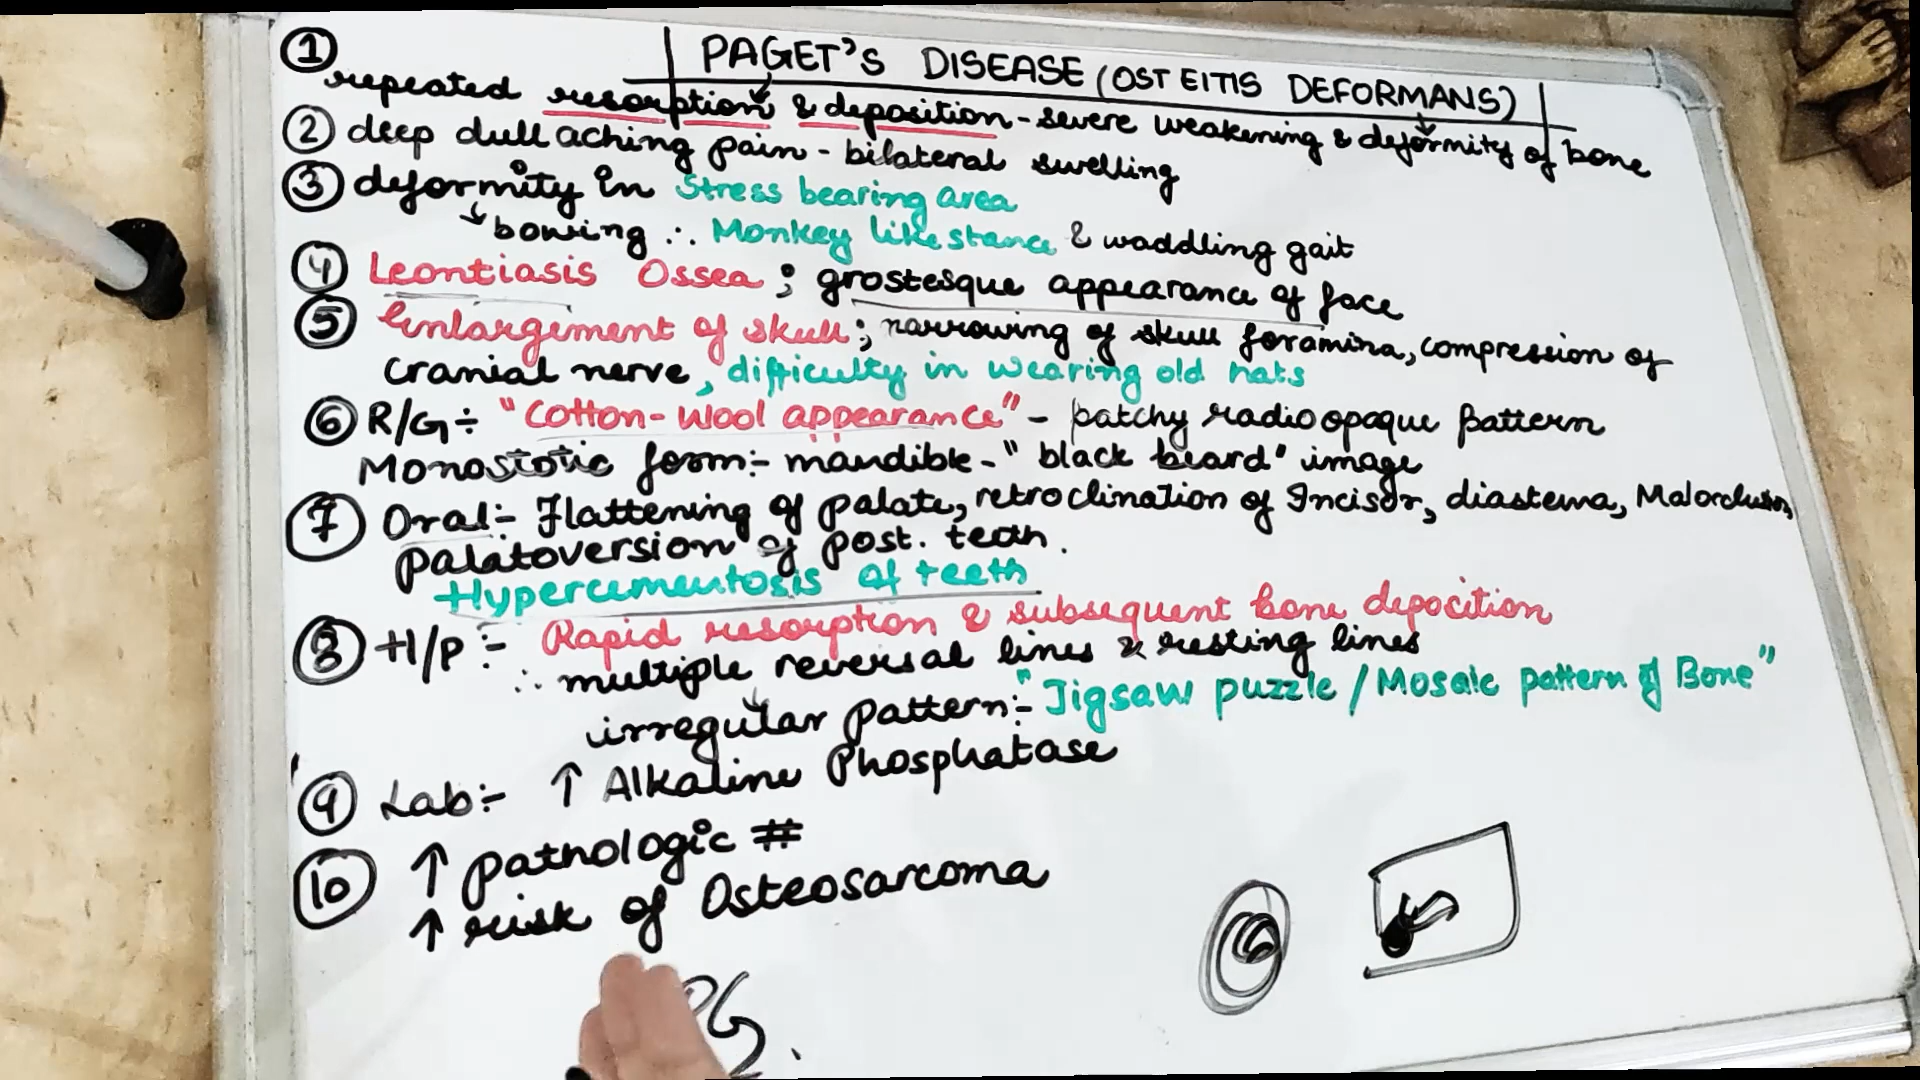 PAGET'S DISEASE (OSTEITIS DEFORMANS)
① repeated resorption & deposition - severe weakening & deformity of bone
② deep dull aching pain - bilateral swelling
③ deformity in Stress bearing area
bowing ∴ Monkey like stance & waddling gait
④ Leontiasis Ossea ; grostesque appearance of face
⑤ Enlargement of skull ; narrowing of skull foramina, compression of
cranial nerve, difficulty in wearing old hats
⑥ R/G÷ "Cotton-Wool appearance" - patchy radioopaque pattern
Monostotic form:- mandible - "black beard" image
⑦ Oral:- Flattening of palate, retroclination of Incisor, diastema, Malocclusion,
palatoversion of post. teeth.
Hypercementosis of teeth
⑧ H/P :- Rapid resorption & subsequent bone deposition
∴ multiple reversal lines & resting lines
irregular pattern:- "Jigsaw puzzle / Mosaic pattern of Bone"
⑨ Lab:- ↑ Alkaline Phosphatase
⑩ ↑ pathologic #
↑ risk of Osteosarcoma